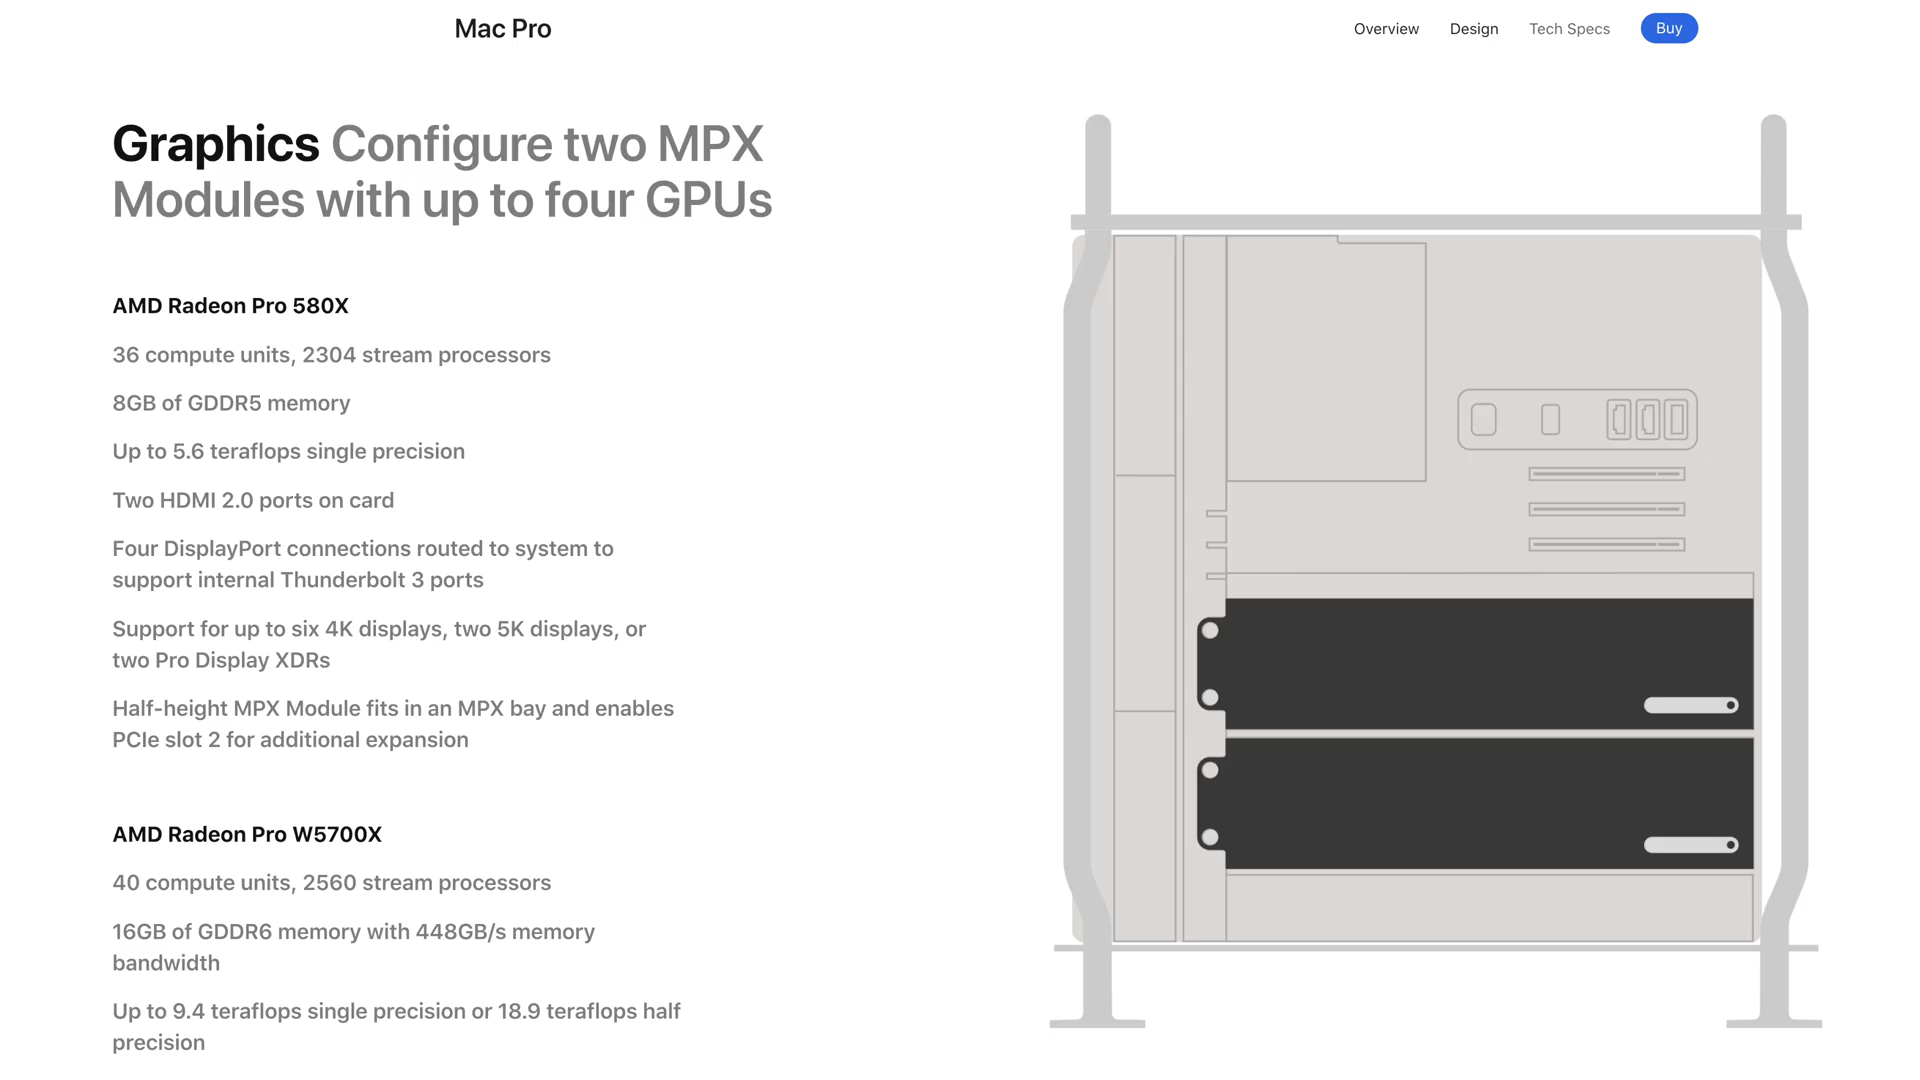 Mac Pro
Overview
Design
Tech Specs
Buy
Graphics Configure two MPX
Modules with up to four GPUs
AMD Radeon Pro 580X
36 compute units, 2304 stream processors
8GB of GDDR5 memory
Up to 5.6 teraflops single precision
Two HDMI 2.0 ports on card
Four DisplayPort connections routed to system to
support internal Thunderbolt 3 ports
Support for up to six 4K displays, two 5K displays, or
two Pro Display XDRs
Half-height MPX Module fits in an MPX bay and enables
PCIe slot 2 for additional expansion
AMD Radeon Pro W5700X
40 compute units, 2560 stream processors
16GB of GDDR6 memory with 448GB/s memory
bandwidth
Up to 9.4 teraflops single precision or 18.9 teraflops half
precision